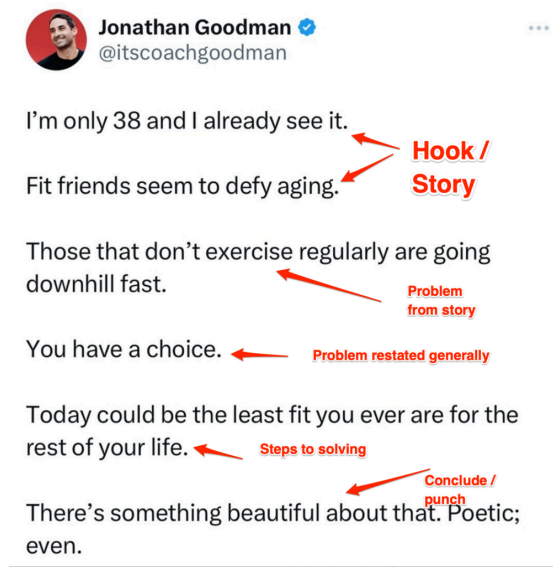 Jonathan Goodman
@itscoachgoodman
I’m only 38 and I already see it.
Hook /
Story
Fit friends seem to defy aging.
Those that don’t exercise regularly are going
downhill fast.
Problem
from story
You have a choice.
Problem restated generally
Today could be the least fit you ever are for the
rest of your life.
Steps to solving
Conclude /
punch
There’s something beautiful about that. Poetic;
even.